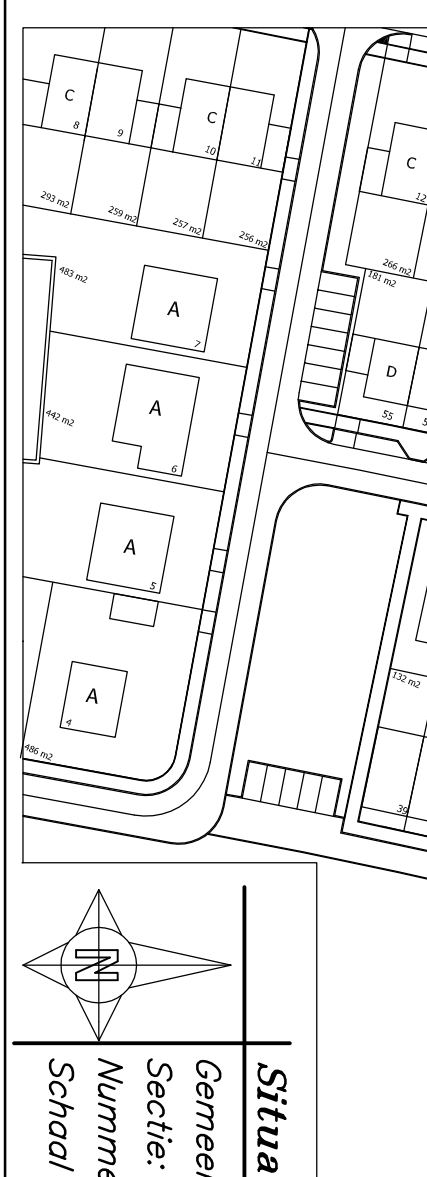 C
8
9
C
10
11
C
12
293 m2
259 m2
257 m2
256 m2
266 m2
181 m2
483 m2
A
7
D
55
442 m2
A
6
A
5
132 m2
A
4
486 m2
39
N
Situa
Gemeer
Sectie:
Numme
Schaal